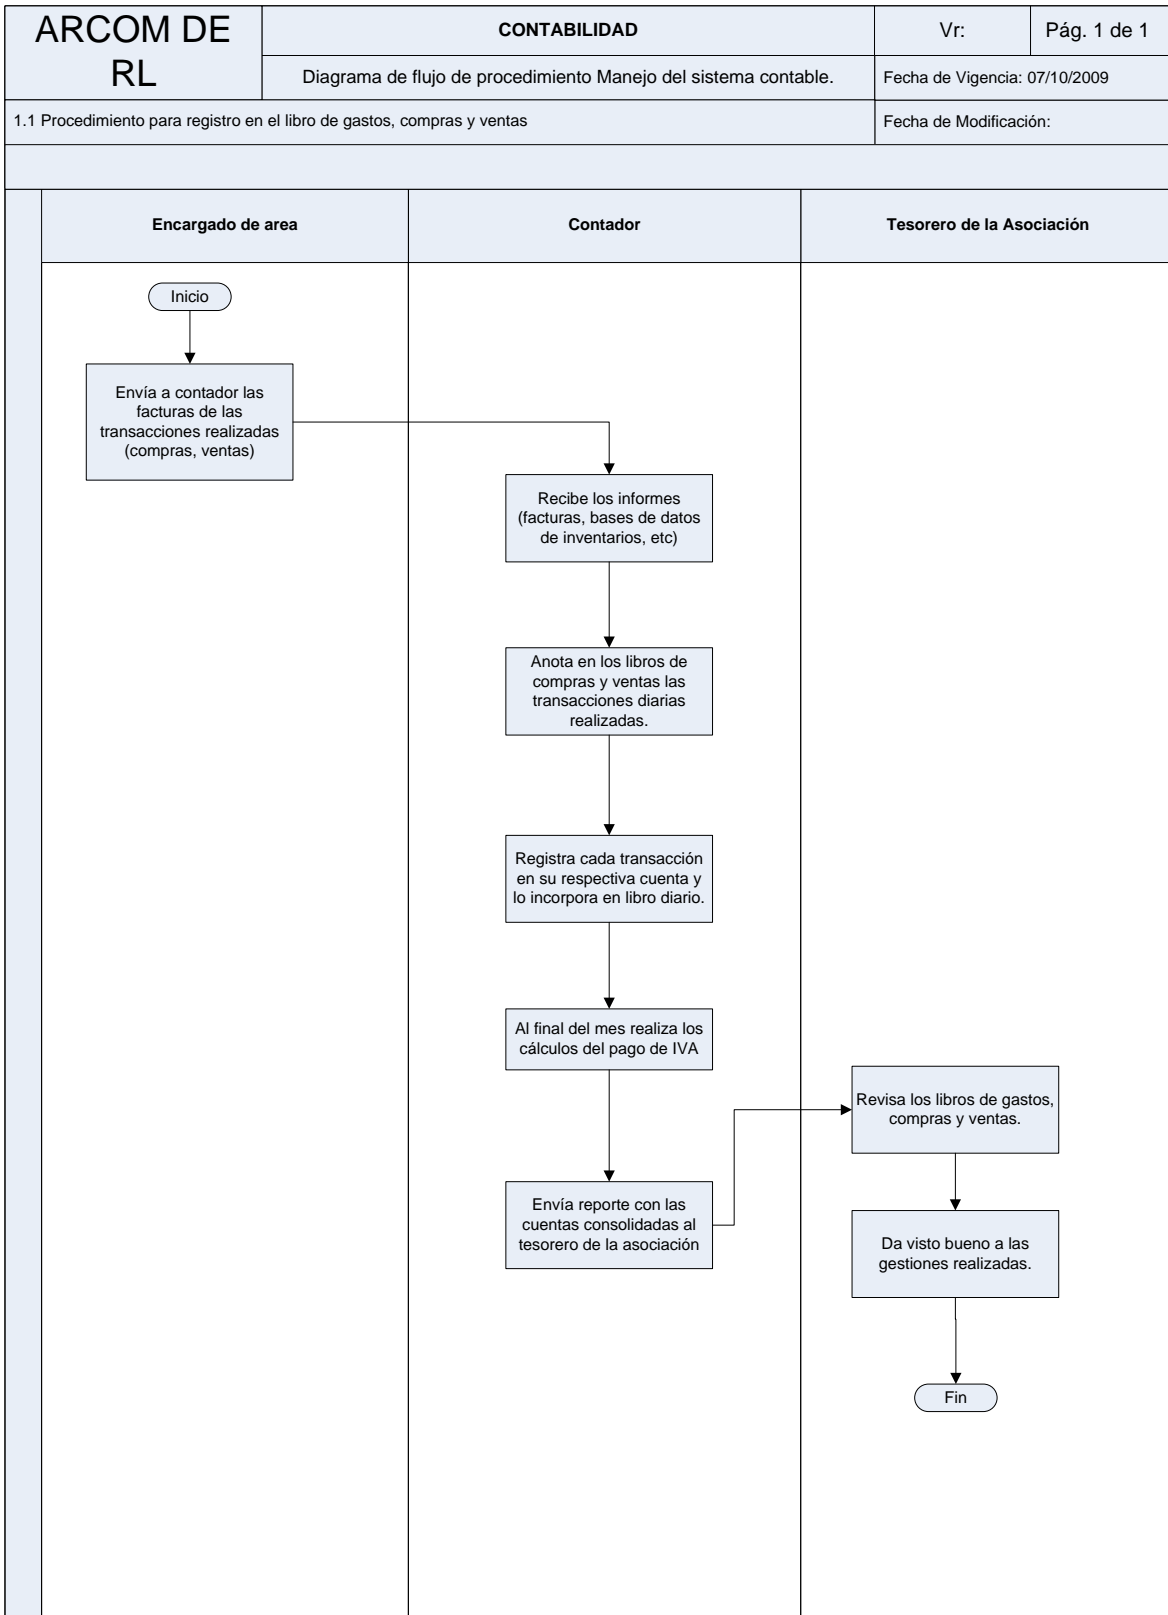 ARCOM DE
RL
CONTABILIDAD
Vr:
Pág. 1 de 1
Diagrama de flujo de procedimiento Manejo del sistema contable.
Fecha de Vigencia: 07/10/2009
1.1 Procedimiento para registro en el libro de gastos, compras y ventas
Fecha de Modificación:
Encargado de area
Contador
Tesorero de la Asociación
Inicio
Envía a contador las
facturas de las
transacciones realizadas
(compras, ventas)
Recibe los informes
(facturas, bases de datos
de inventarios, etc)
Anota en los libros de
compras y ventas las
transacciones diarias
realizadas.
Registra cada transacción
en su respectiva cuenta y
lo incorpora en libro diario.
Al final del mes realiza los
cálculos del pago de IVA
Envía reporte con las
cuentas consolidadas al
tesorero de la asociación
Revisa los libros de gastos,
compras y ventas.
Da visto bueno a las
gestiones realizadas.
Fin